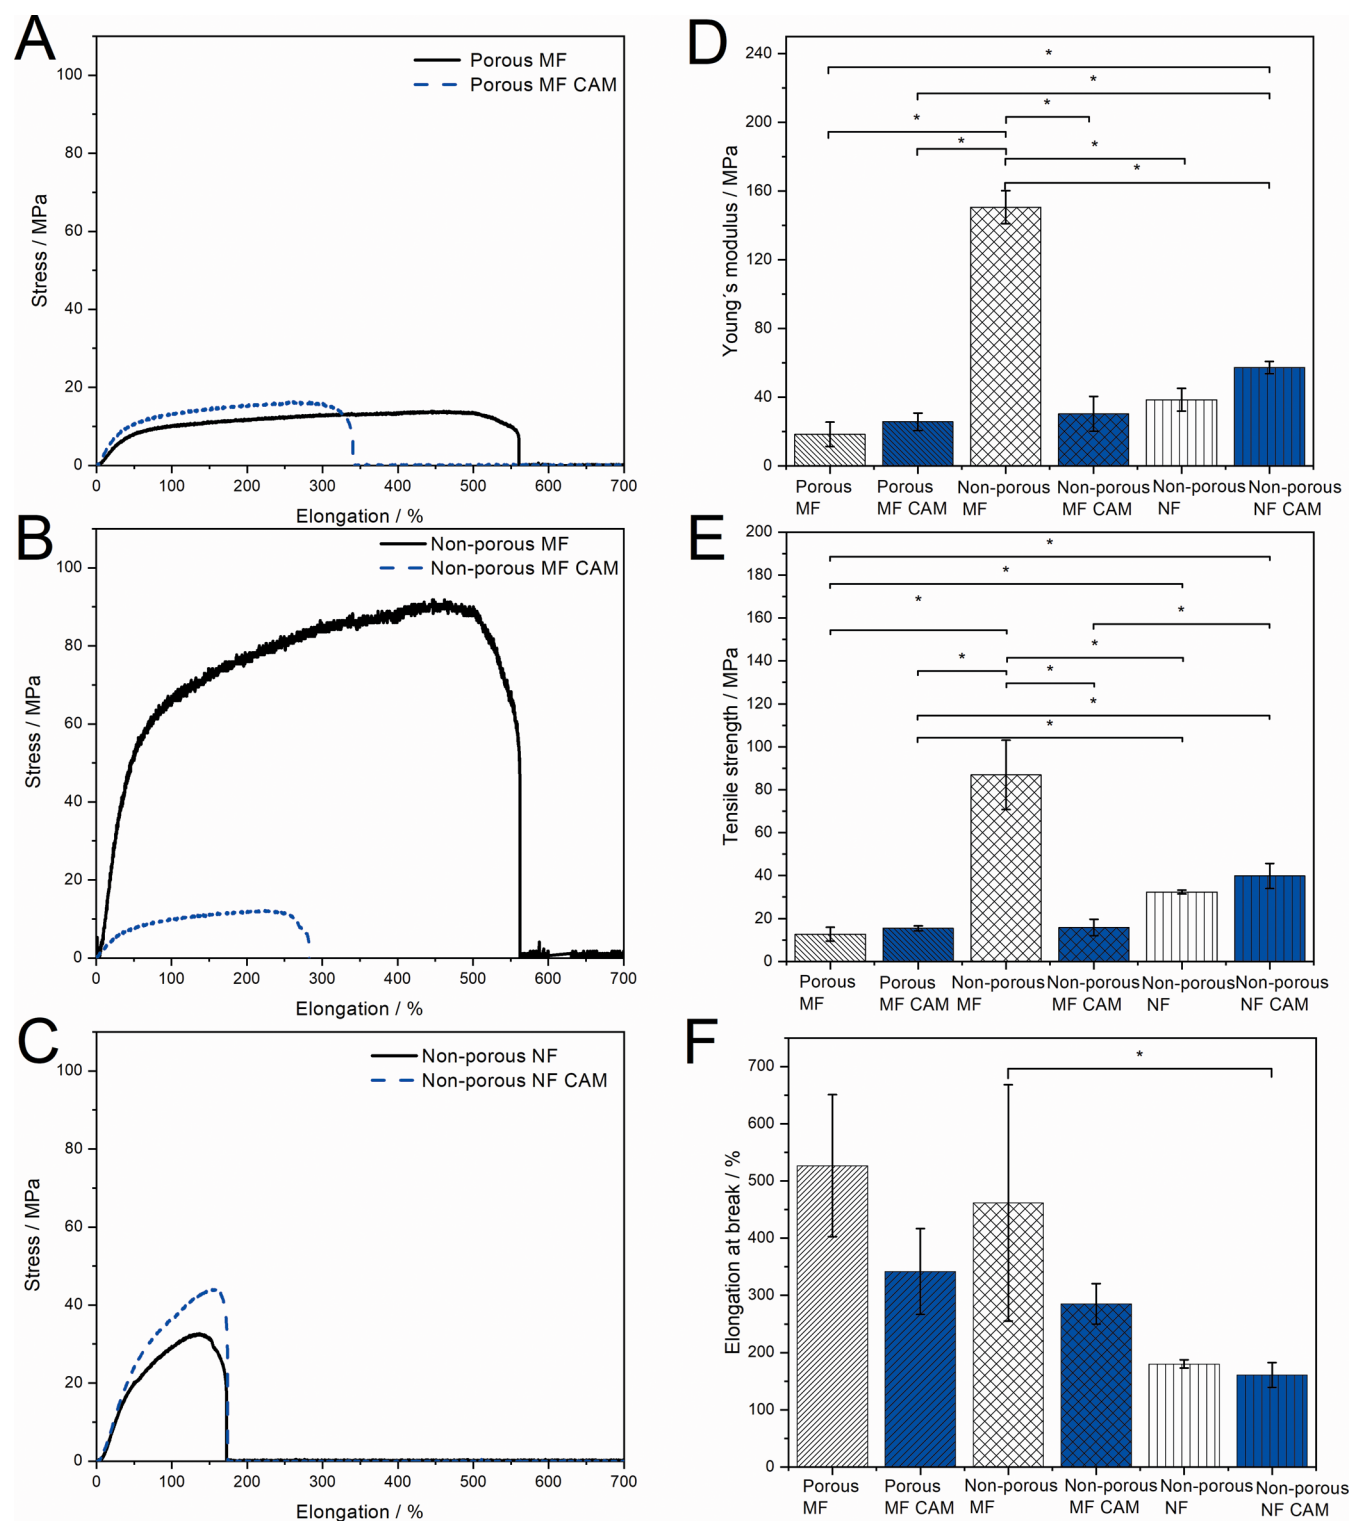 A
Porous MF
Porous MF CAM
100
80
60
40
20
0
Stress / MPa
0 100 200 300 400 500 600 700
Elongation / %
B
Non-porous MF
Non-porous MF CAM
100
80
60
40
20
0
Stress / MPa
0 100 200 300 400 500 600 700
Elongation / %
C
Non-porous NF
Non-porous NF CAM
100
80
60
40
20
0
Stress / MPa
0 100 200 300 400 500 600 700
Elongation / %
D
240
200
160
120
80
40
0
Young´s modulus / MPa
*
*
*
*
*
*
*
Porous Porous Non-porous Non-porous Non-porous Non-porous
MF MF CAM MF MF CAM NF NF CAM
E
200
180
160
140
120
100
80
60
40
20
0
Tensile strength / MPa
*
*
*
*
*
*
*
*
*
Porous Porous Non-porous Non-porous Non-porous Non-porous
MF MF CAM MF MF CAM NF NF CAM
F
700
600
500
400
300
200
100
0
Elongation at break / %
*
Porous Porous Non-porous Non-porous Non-porous Non-porous
MF MF CAM MF MF CAM NF NF CAM